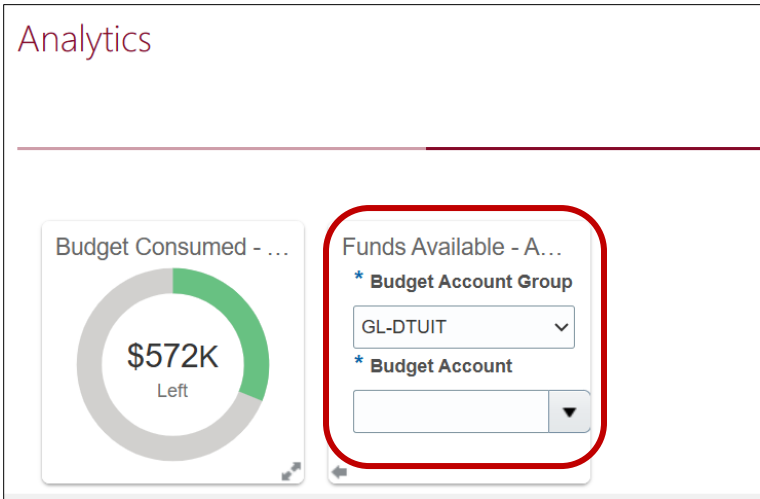 Analytics
Budget Consumed - ...
$572K
Left
Funds Available - A...
* Budget Account Group
GL-DTUIT
* Budget Account